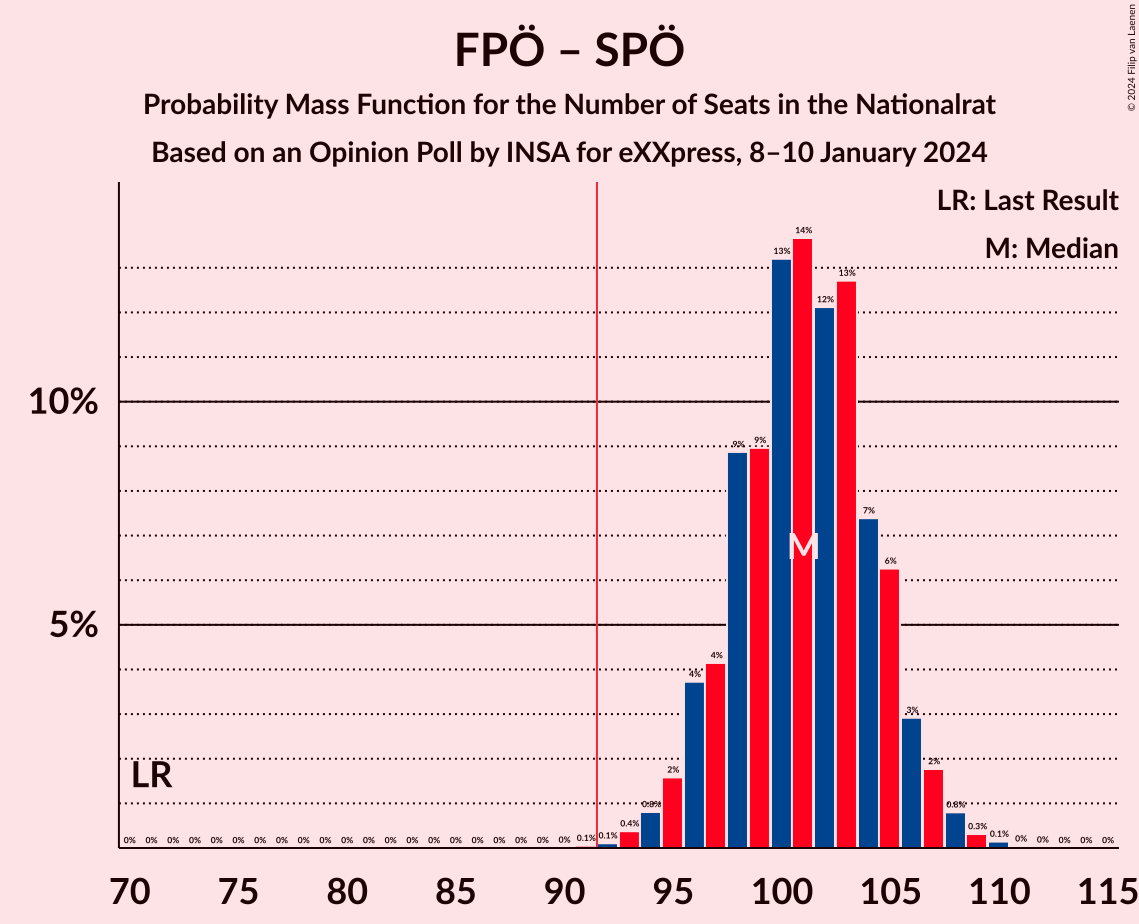 © 2024 Filip van Laenen
FPÖ – SPÖ
Probability Mass Function for the Number of Seats in the Nationalrat
Based on an Opinion Poll by INSA for eXXpress, 8–10 January 2024
LR: Last Result
M: Median
14%
13%
13%
12%
10%
9% 9%
7%
M
6%
5%
4% 4%
3%
LR
2% 2%
0.8% 0.8%
0.4% 0.3%
0% 0% 0% 0% 0% 0% 0% 0% 0% 0% 0% 0% 0% 0% 0% 0% 0% 0% 0% 0% 0% 0.1% 0.1% 0.1% 0% 0% 0% 0% 0%
70 75 80 85 90 95 100 105 110 115